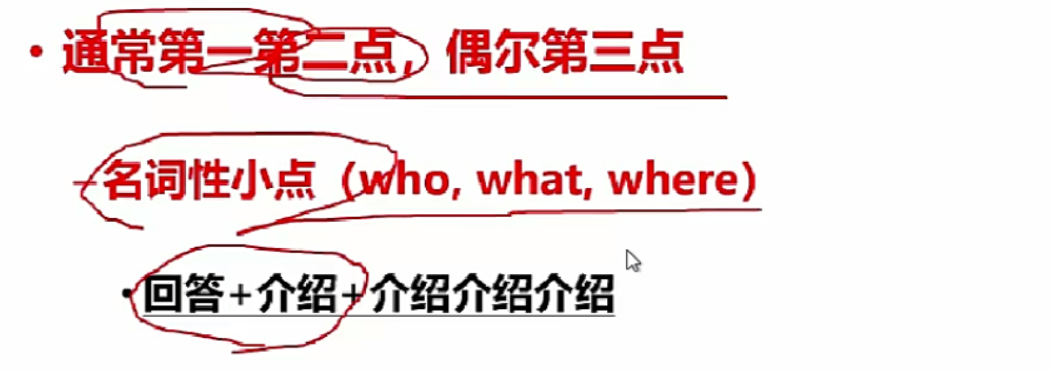 • 通常第一第二点，偶尔第三点
–名词性小点（who, what, where）
• 回答+介绍+介绍介绍介绍